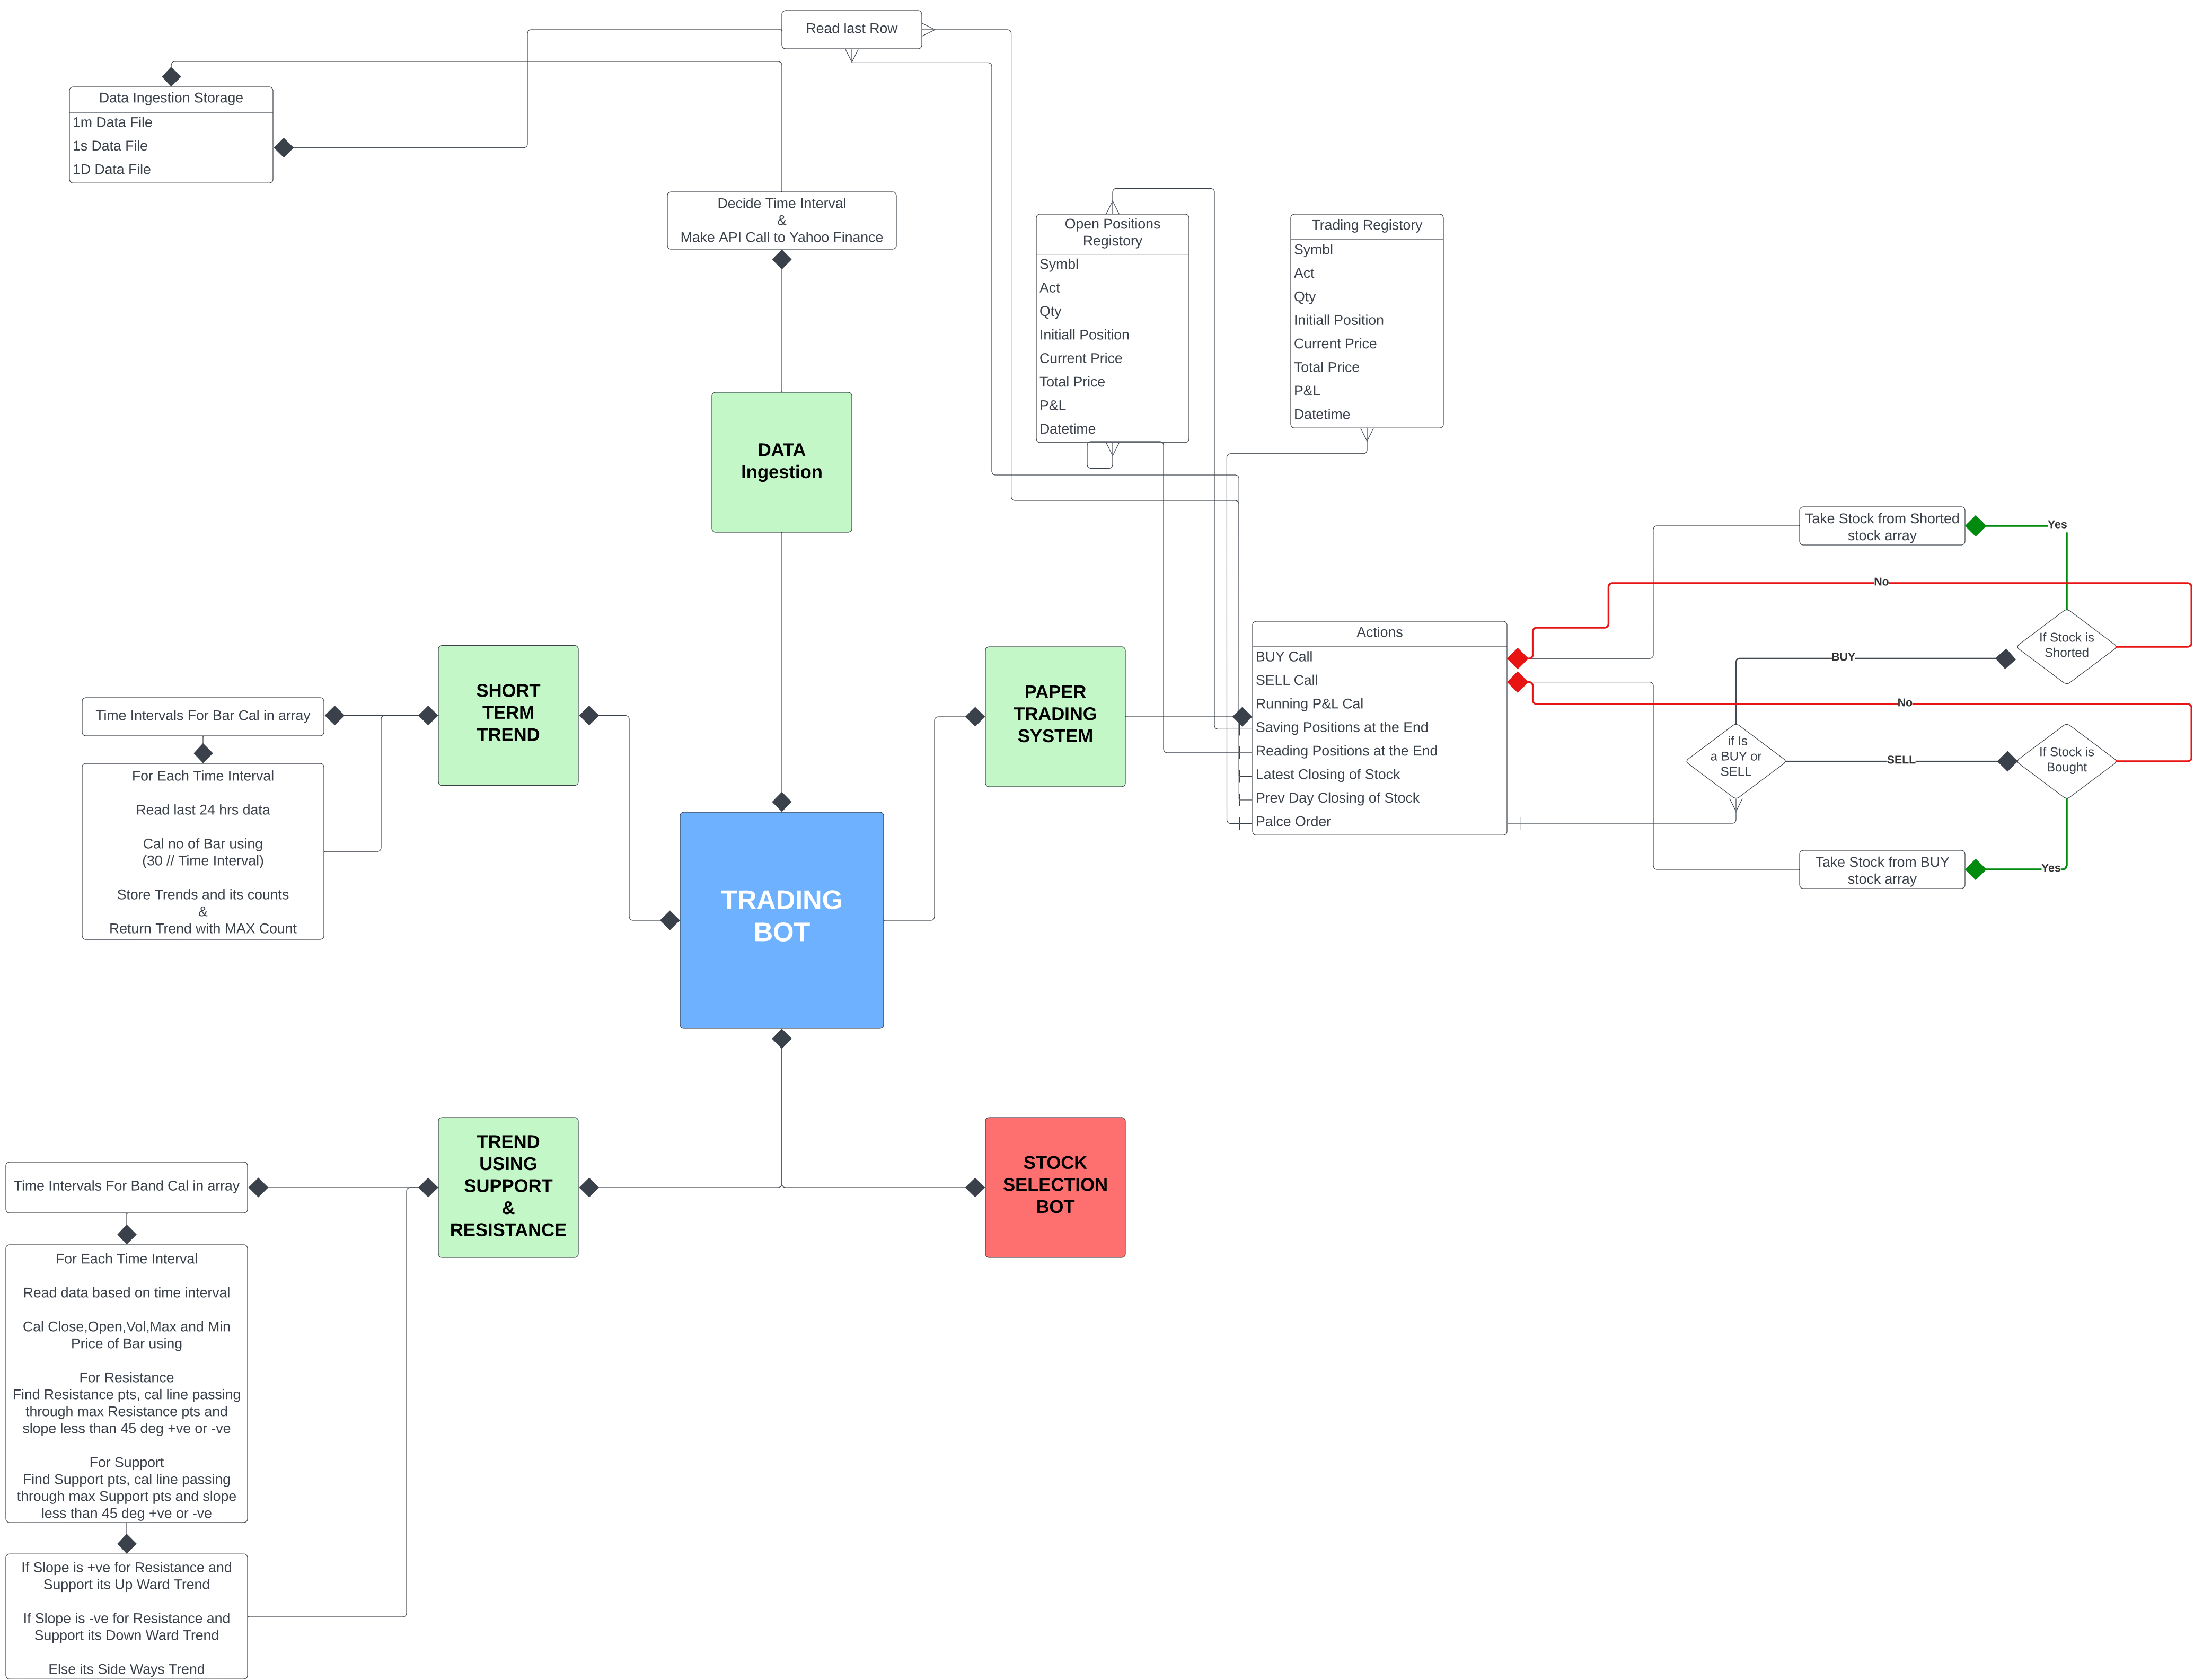 Read last Row
Data Ingestion Storage
1m Data File
1s Data File
1D Data File
Decide Time Interval
&
Make API Call to Yahoo Finance
Open Positions
Registory
Symbl
Act
Qty
Initiall Position
Current Price
Total Price
P&L
Datetime
Trading Registory
Symbl
Act
Qty
Initiall Position
Current Price
Total Price
P&L
Datetime
DATA
Ingestion
Take Stock from Shorted
stock array
Yes
No
If Stock is
Shorted
BUY
No
if Is
a BUY or
SELL
SELL
If Stock is
Bought
Take Stock from BUY
stock array
Yes
Actions
BUY Call
SELL Call
Running P&L Cal
Saving Positions at the End
Reading Positions at the End
Latest Closing of Stock
Prev Day Closing of Stock
Palce Order
SHORT
TERM
TREND
PAPER
TRADING
SYSTEM
Time Intervals For Bar Cal in array
For Each Time Interval
Read last 24 hrs data
Cal no of Bar using
(30 // Time Interval)
Store Trends and its counts
&
Return Trend with MAX Count
TRADING
BOT
TREND
USING
SUPPORT
&
RESISTANCE
STOCK
SELECTION
BOT
Time Intervals For Band Cal in array
For Each Time Interval
Read data based on time interval
Cal Close,Open,Vol,Max and Min
Price of Bar using
For Resistance
Find Resistance pts, cal line passing
through max Resistance pts and
slope less than 45 deg +ve or -ve
For Support
Find Support pts, cal line passing
through max Support pts and slope
less than 45 deg +ve or -ve
If Slope is +ve for Resistance and
Support its Up Ward Trend
If Slope is -ve for Resistance and
Support its Down Ward Trend
Else its Side Ways Trend